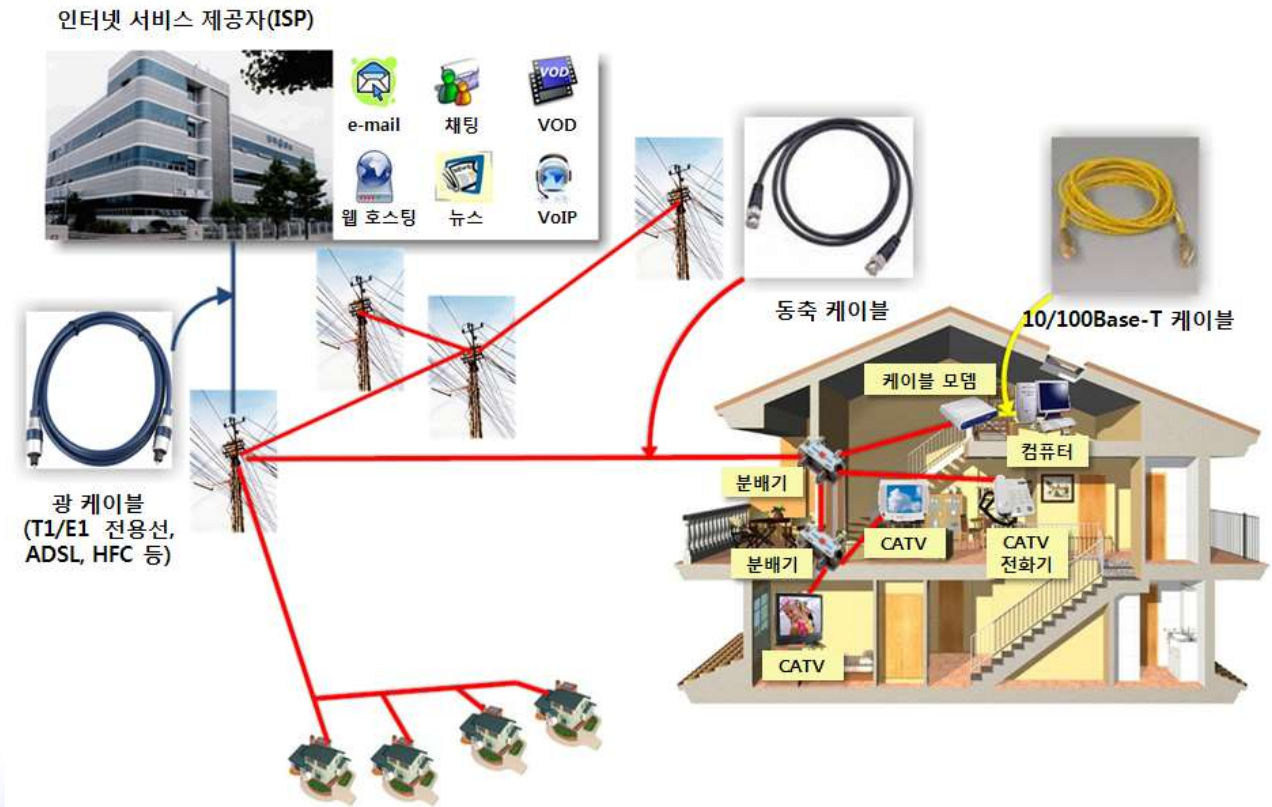 인터넷 서비스 제공자(ISP)
e-mail
채팅
VOD
VOD
웹 호스팅
뉴스
VoIP
동축 케이블
10/100Base-T 케이블
광 케이블
(T1/E1 전용선,
ADSL, HFC 등)
케이블 모뎀
컴퓨터
분배기
CATV
CATV
전화기
분배기
CATV